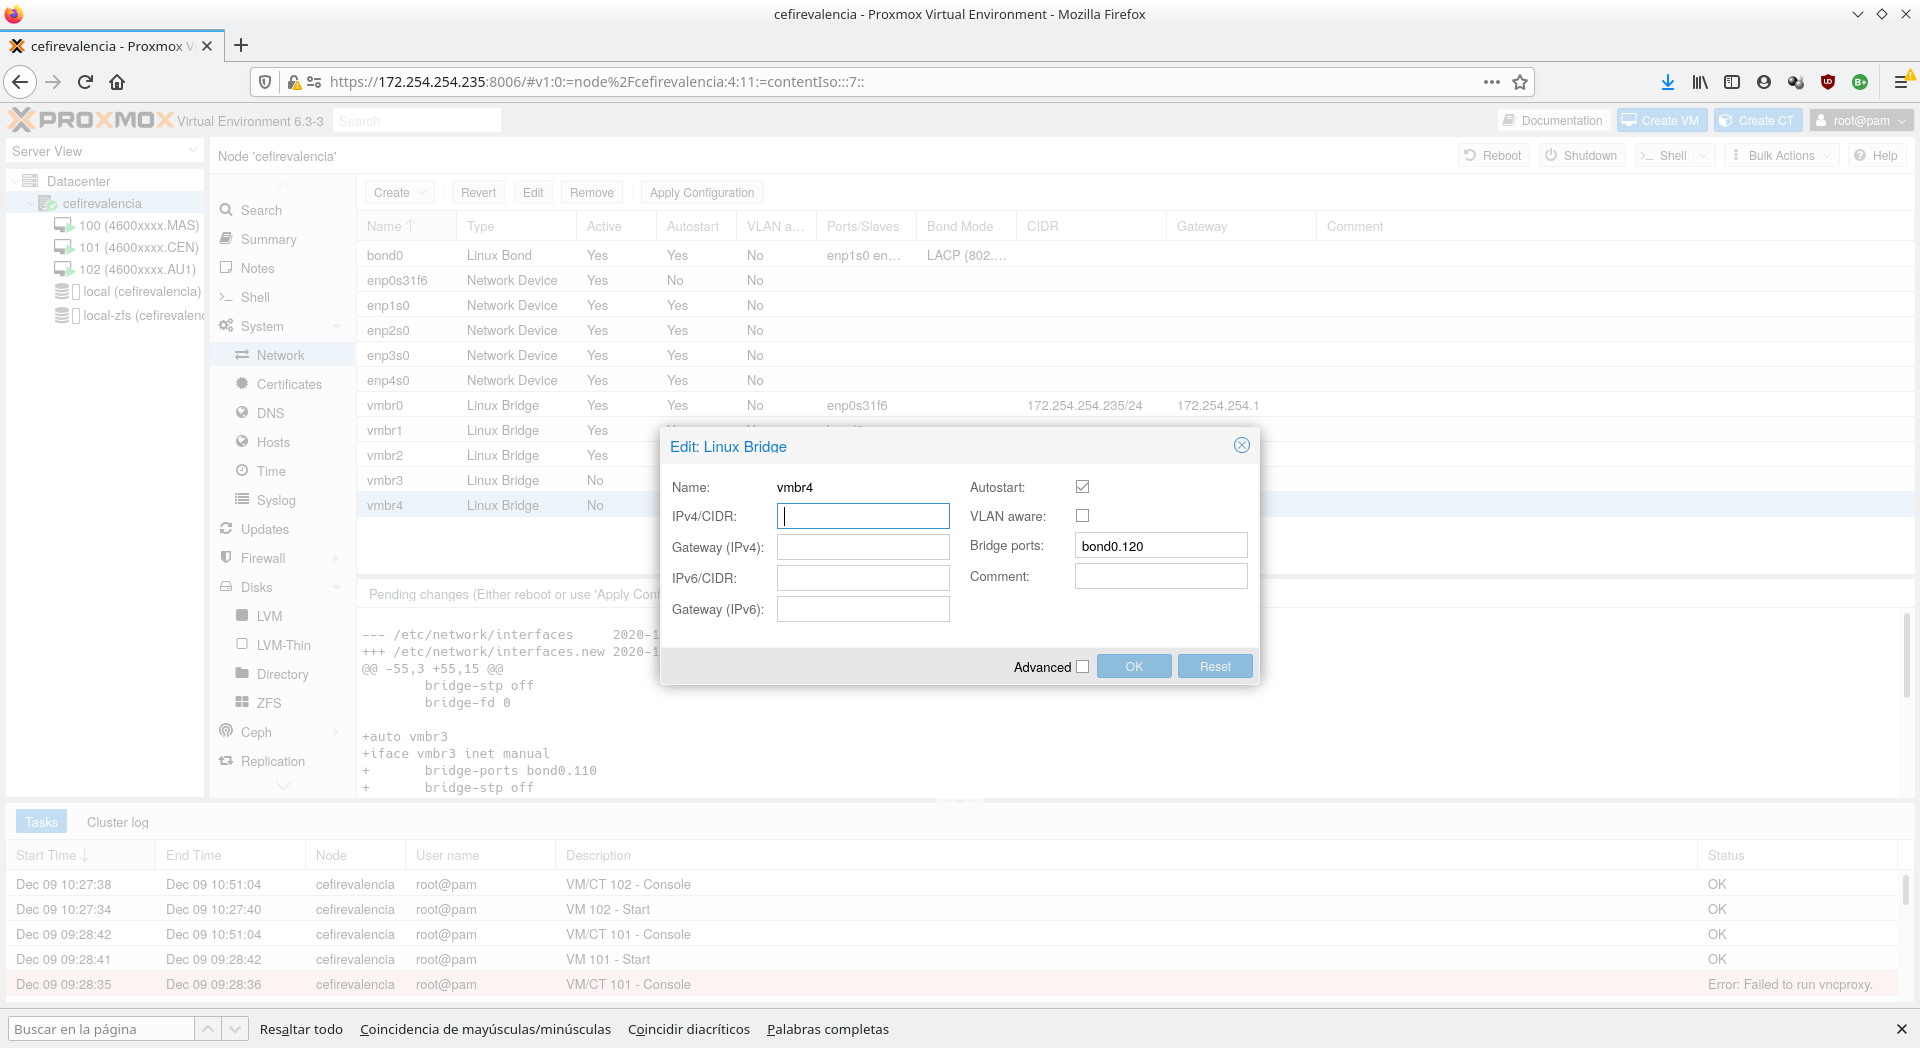 cefirevalencia - Proxmox Virtual Environment - Mozilla Firefox
cefirevalencia - Proxmox V
https://172.254.254.235:8006/#v1:0:=node%2Fcefirevalencia:4:11:=contentIso:::7::
PROXMOX Virtual Environment 6.3-3 Search Documentation Create VM Create CT root@pam
Server View
Node 'cefirevalencia' Reboot Shutdown Shell Bulk Actions Help
Datacenter
cefirevalencia
100 (4600xxxx.MAS)
101 (4600xxxx.CEN)
102 (4600xxxx.AU1)
local (cefirevalencia)
local-zfs (cefirevalenc
Search
Summary
Notes
Shell
System
Network
Certificates
DNS
Hosts
Time
Syslog
Updates
Firewall
Disks
LVM
LVM-Thin
Directory
ZFS
Ceph
Replication
Create Revert Edit Remove Apply Configuration
Name Type Active Autostart VLAN a... Ports/Slaves Bond Mode CIDR Gateway Comment
bond0 Linux Bond Yes Yes No enp1s0 en... LACP (802....
enp0s31f6 Network Device Yes No No
enp1s0 Network Device Yes Yes No
enp2s0 Network Device Yes Yes No
enp3s0 Network Device Yes Yes No
enp4s0 Network Device Yes Yes No
vmbr0 Linux Bridge Yes Yes No enp0s31f6 172.254.254.235/24 172.254.254.1
vmbr1 Linux Bridge Yes
vmbr2 Linux Bridge Yes
vmbr3 Linux Bridge No
vmbr4 Linux Bridge No
Edit: Linux Bridge
Name: vmbr4 Autostart:
IPv4/CIDR: VLAN aware:
Gateway (IPv4): Bridge ports: bond0.120
IPv6/CIDR: Comment:
Gateway (IPv6):
Advanced OK Reset
Pending changes (Either reboot or use 'Apply Conf
--- /etc/network/interfaces 2020-1
+++ /etc/network/interfaces.new 2020-1
@@ -55,3 +55,15 @@
bridge-stp off
bridge-fd 0
+auto vmbr3
+iface vmbr3 inet manual
+ bridge-ports bond0.110
+ bridge-stp off
Tasks Cluster log
Start Time End Time Node User name Description Status
Dec 09 10:27:38 Dec 09 10:51:04 cefirevalencia root@pam VM/CT 102 - Console OK
Dec 09 10:27:34 Dec 09 10:27:40 cefirevalencia root@pam VM 102 - Start OK
Dec 09 09:28:42 Dec 09 10:51:04 cefirevalencia root@pam VM/CT 101 - Console OK
Dec 09 09:28:41 Dec 09 09:28:42 cefirevalencia root@pam VM 101 - Start OK
Dec 09 09:28:35 Dec 09 09:28:36 cefirevalencia root@pam VM/CT 101 - Console Error: Failed to run vncproxy.
Buscar en la página Resaltar todo Coincidencia de mayúsculas/minúsculas Coincidir diacríticos Palabras completas